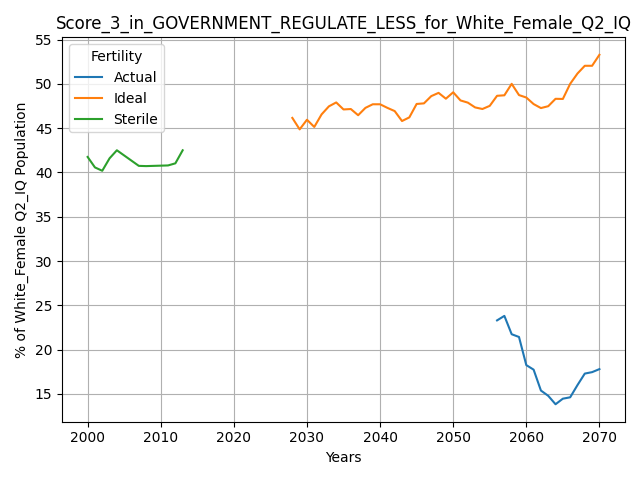 Score_3_in_GOVERNMENT_REGULATE_LESS_for_White_Female_Q2_IQ
% of White_Female Q2_IQ Population
55
50
45
40
35
30
25
20
15
Fertility
Actual
Ideal
Sterile
2000 2010 2020 2030 2040 2050 2060 2070
Years